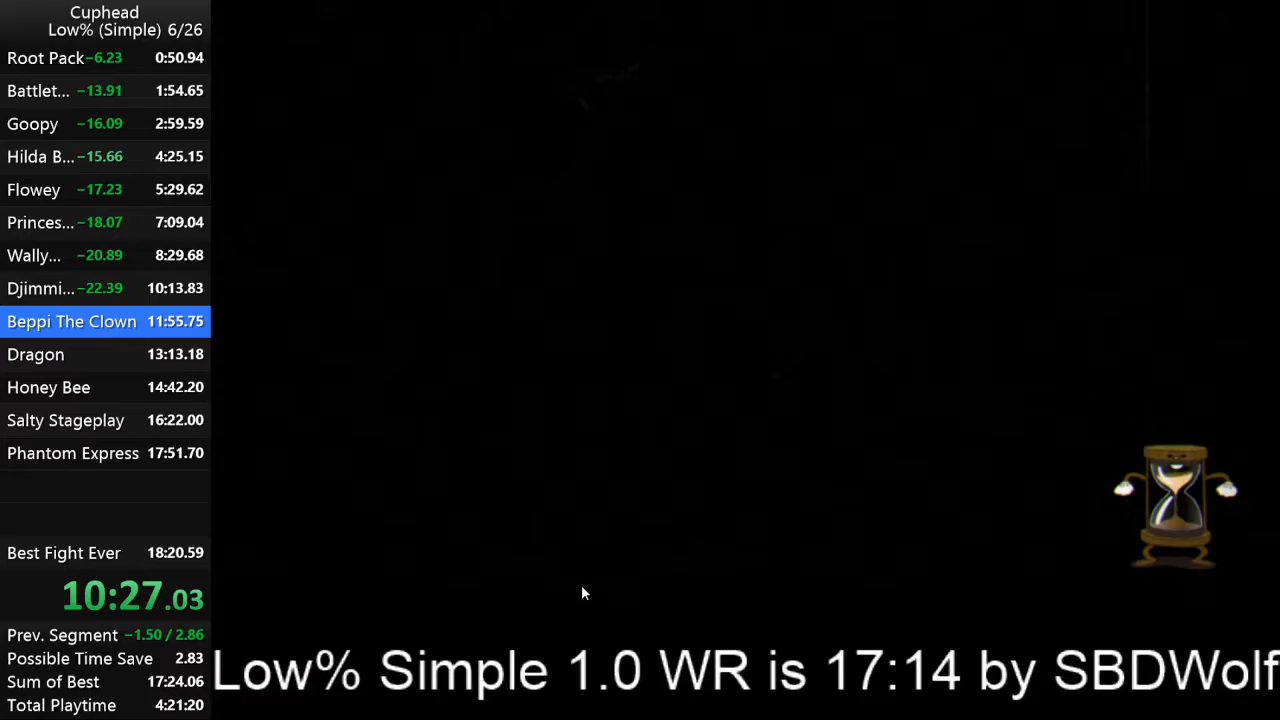 Cuphead
Low% (Simple) 6/26
Root Pack -6.23 0:50.94
Battlet... -13.91 1:54.65
Goopy -16.09 2:59.59
Hilda B... -15.66 4:25.15
Flowey -17.23 5:29.62
Princes... -18.07 7:09.04
Wally... -20.89 8:29.68
Djimmi... -22.39 10:13.83
Beppi The Clown 11:55.75
Dragon 13:13.18
Honey Bee 14:42.20
Salty Stageplay 16:22.00
Phantom Express 17:51.70
Best Fight Ever 18:20.59
10:27.03
Prev. Segment -1.50 / 2.86
Possible Time Save 2.83
Sum of Best 17:24.06
Total Playtime 4:21:20
Low% Simple 1.0 WR is 17:14 by SBDWolf